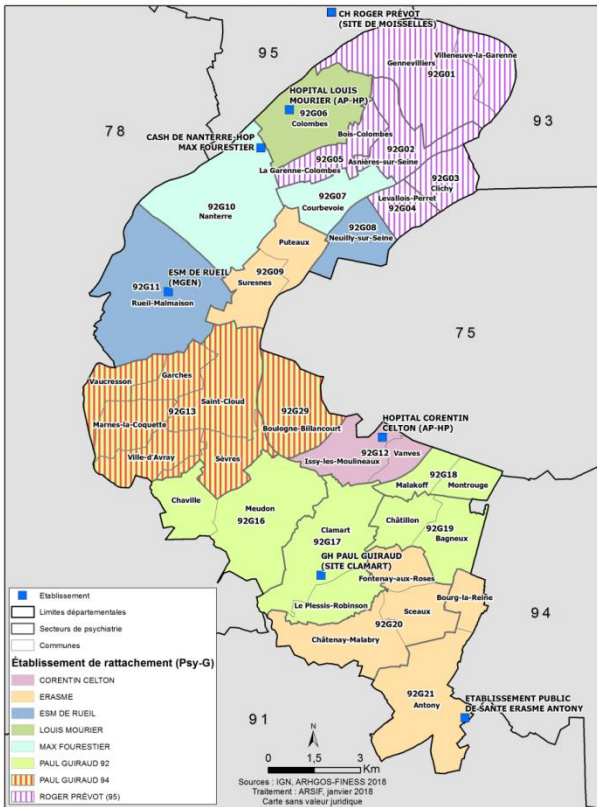 CH ROGER PRÉVOT
(SITE DE MOISSELLES)
95
Villeneuve-la-Garenne
Gennevilliers
92G01
HOPITAL LOUIS
MOURIER (AP-HP)
92G06
Colombes
93
78
CASH DE NANTERRE-HOP
MAX FOURESTIER
Bois-Colombes
92G02
Asnières-sur-Seine
92G05
La Garenne-Colombes
92G03
Clichy
92G07
Courbevoie
Levallois-Perret
92G04
92G10
Nanterre
92G08
Neuilly-sur-Seine
Puteaux
92G09
Suresnes
ESM DE RUEIL
(MGEN)
92G11
Rueil-Malmaison
75
Garches
Vaucresson
Saint-Cloud
92G13
Marnes-la-Coquette
92G29
Boulogne-Billancourt
Ville-d'Avray
Sèvres
HOPITAL CORENTIN
CELTON (AP-HP)
92G12
Vanves
Issy-les-Moulineaux
92G18
Malakoff
Montrouge
Chaville
Meudon
92G16
Clamart
92G17
Châtillon
92G19
Bagneux
GH PAUL GUIRAUD
(SITE CLAMART)
Fontenay-aux-Roses
Bourg-la-Reine
Le Plessis-Robinson
Sceaux
92G20
Châtenay-Malabry
94
92G21
Antony
ETABLISSEMENT PUBLIC
DE SANTE ERASME ANTONY
91
Etablissement
Limites départementales
Secteurs de psychiatrie
Communes
Établissement de rattachement (Psy-G)
CORENTIN CELTON
ERASME
ESM DE RUEIL
LOUIS MOURIER
MAX FOURESTIER
PAUL GUIRAUD 92
PAUL GUIRAUD 94
ROGER PRÉVOT (95)
N
0 1,5 3
Km
Sources : IGN, ARHGOS-FINESS 2018
Traitement : ARSIF, janvier 2018
Carte sans valeur juridique